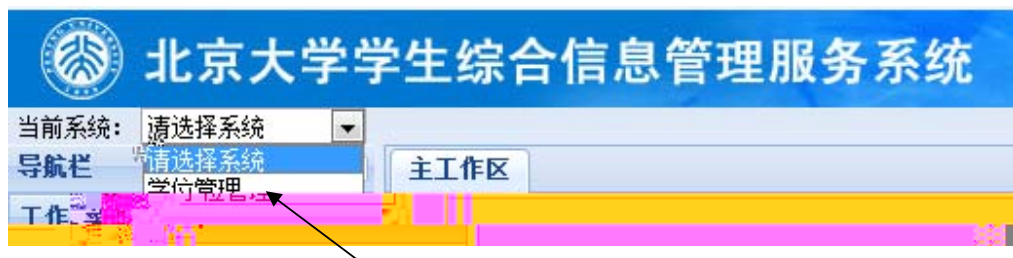 北京大学学生综合信息管理服务系统
当前系统: 请选择系统
导航栏 请选择系统 主工作区
学位管理
工作